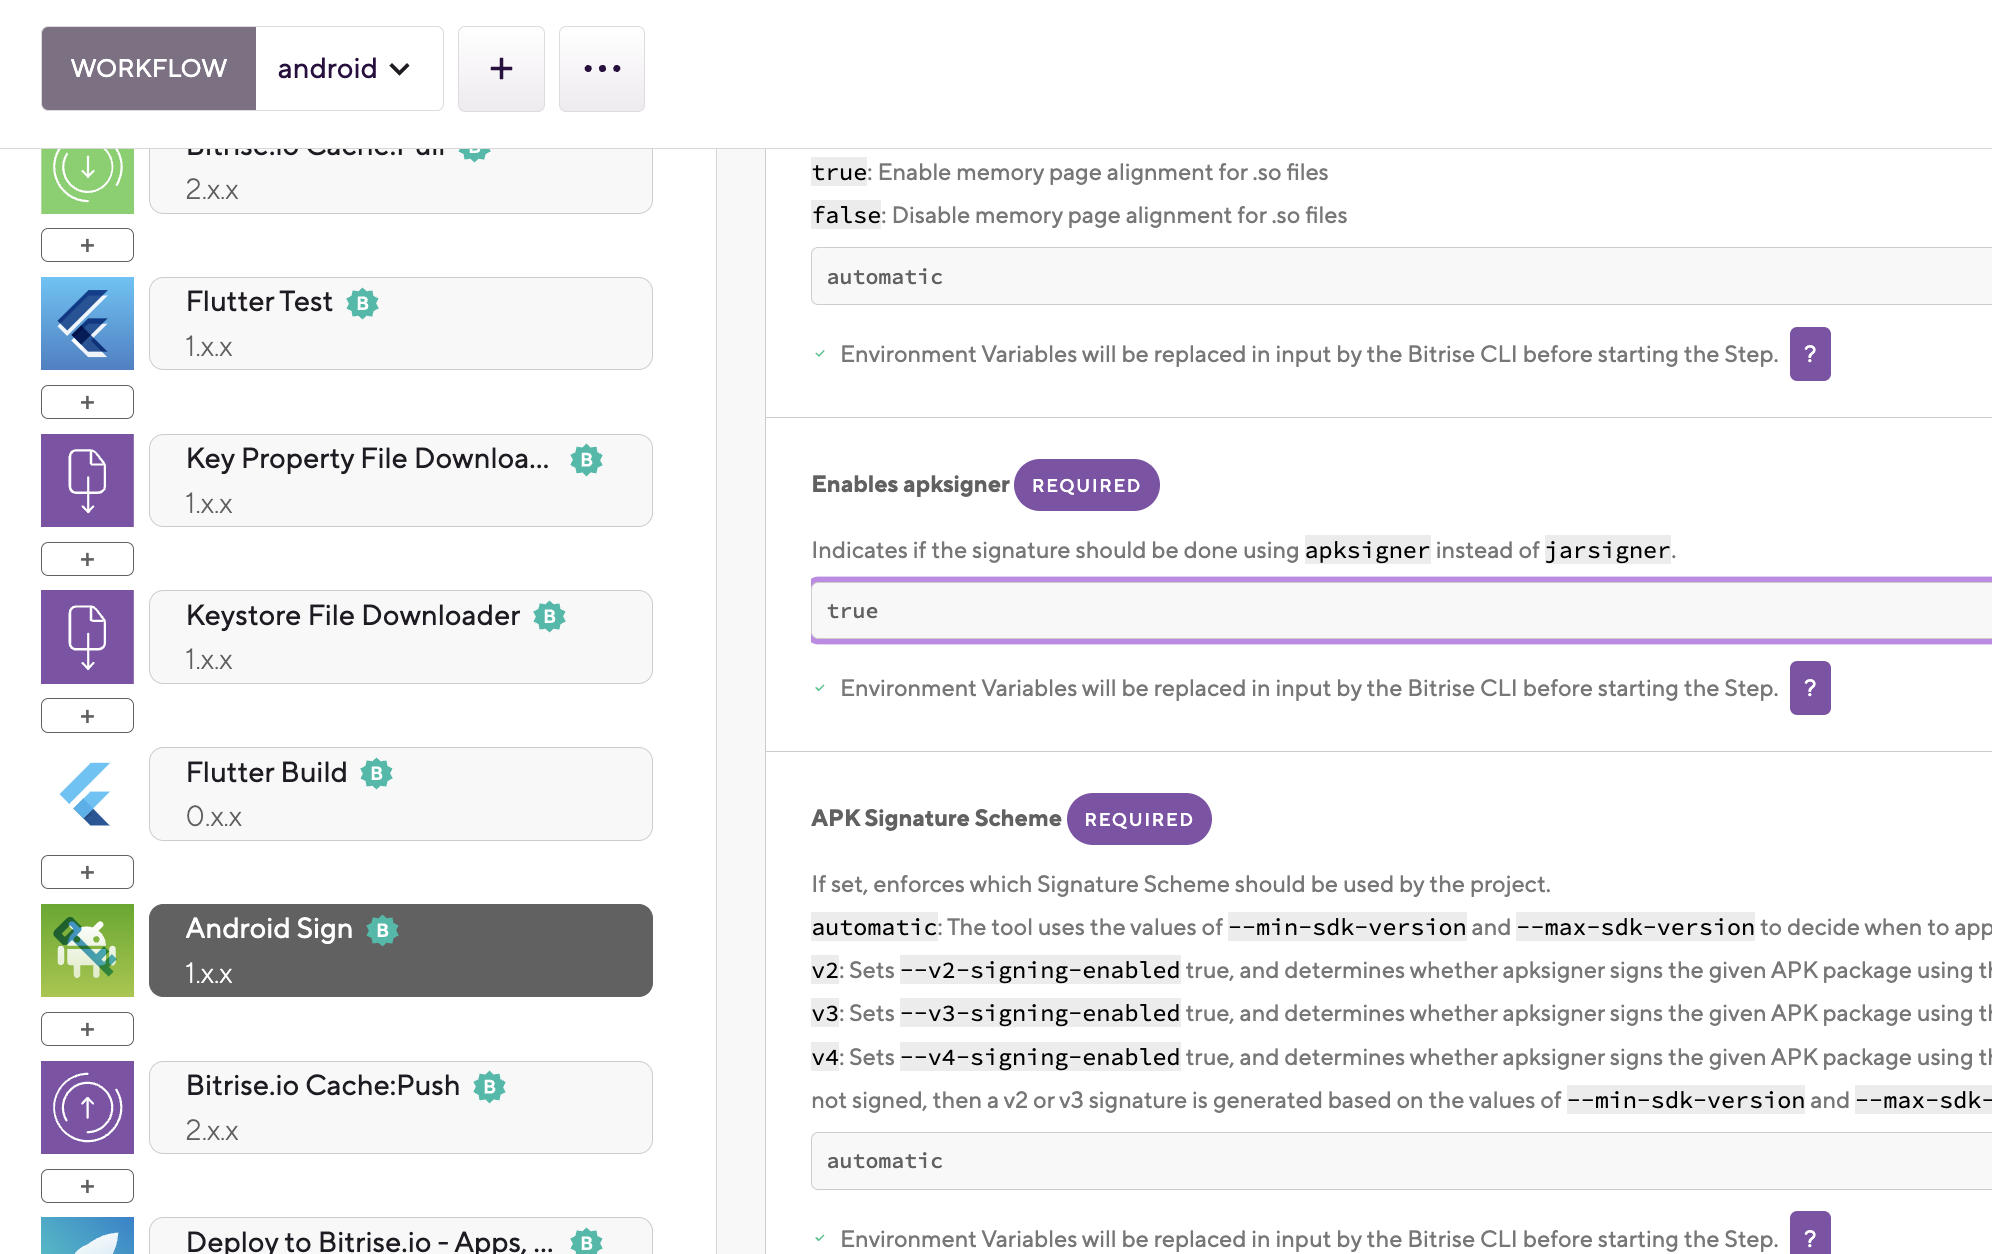 WORKFLOW
android
Bitrise.io Cache:Pull
2.x.x
+
Flutter Test
1.x.x
+
Key Property File Downloa...
1.x.x
+
Keystore File Downloader
1.x.x
+
Flutter Build
0.x.x
+
Android Sign
1.x.x
+
Bitrise.io Cache:Push
2.x.x
+
Deploy to Bitrise.io - Apps, ...
true: Enable memory page alignment for .so files
false: Disable memory page alignment for .so files
automatic
Environment Variables will be replaced in input by the Bitrise CLI before starting the Step. ?
Enables apksigner REQUIRED
Indicates if the signature should be done using apksigner instead of jarsigner.
true
Environment Variables will be replaced in input by the Bitrise CLI before starting the Step. ?
APK Signature Scheme REQUIRED
If set, enforces which Signature Scheme should be used by the project.
automatic: The tool uses the values of --min-sdk-version and --max-sdk-version to decide when to app
v2: Sets --v2-signing-enabled true, and determines whether apksigner signs the given APK package using th
v3: Sets --v3-signing-enabled true, and determines whether apksigner signs the given APK package using th
v4: Sets --v4-signing-enabled true, and determines whether apksigner signs the given APK package using th
not signed, then a v2 or v3 signature is generated based on the values of --min-sdk-version and --max-sdk-
automatic
Environment Variables will be replaced in input by the Bitrise CLI before starting the Step. ?